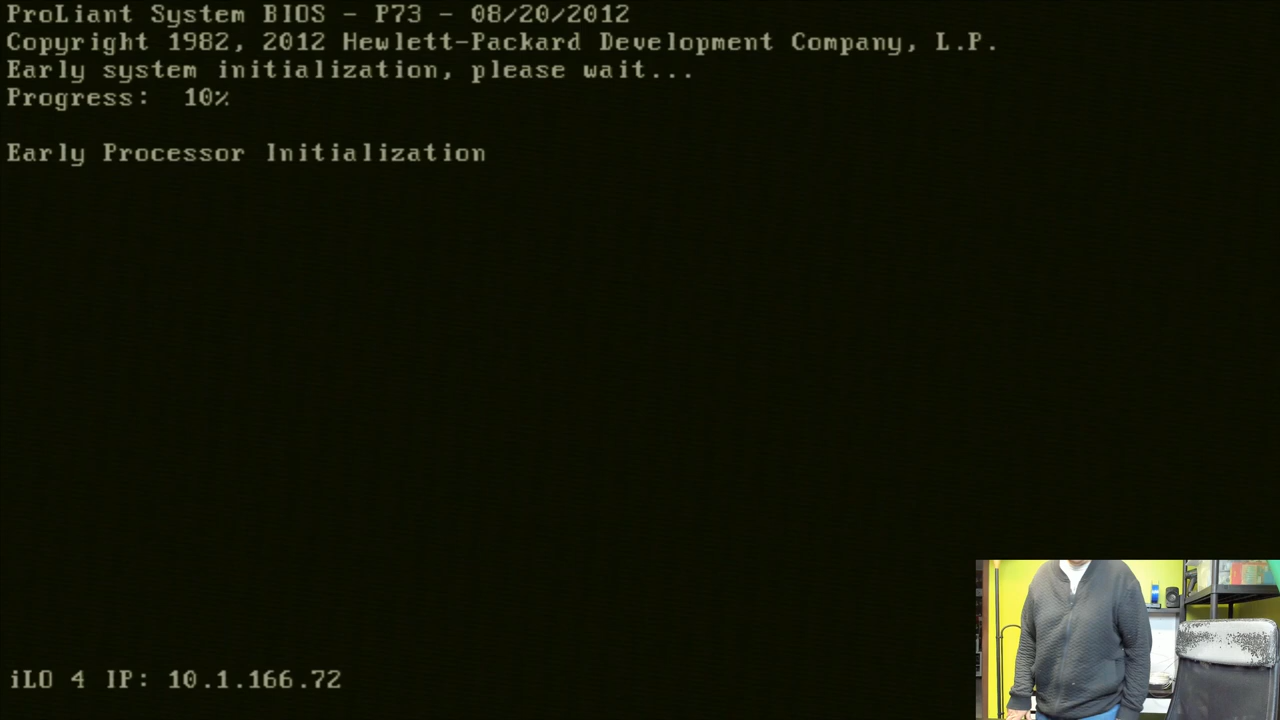 ProLiant System BIOS - P73 - 08/20/2012
Copyright 1982, 2012 Hewlett-Packard Development Company, L.P.
Early system initialization, please wait...
Progress: 10%
Early Processor Initialization
iLO 4 IP: 10.1.166.72